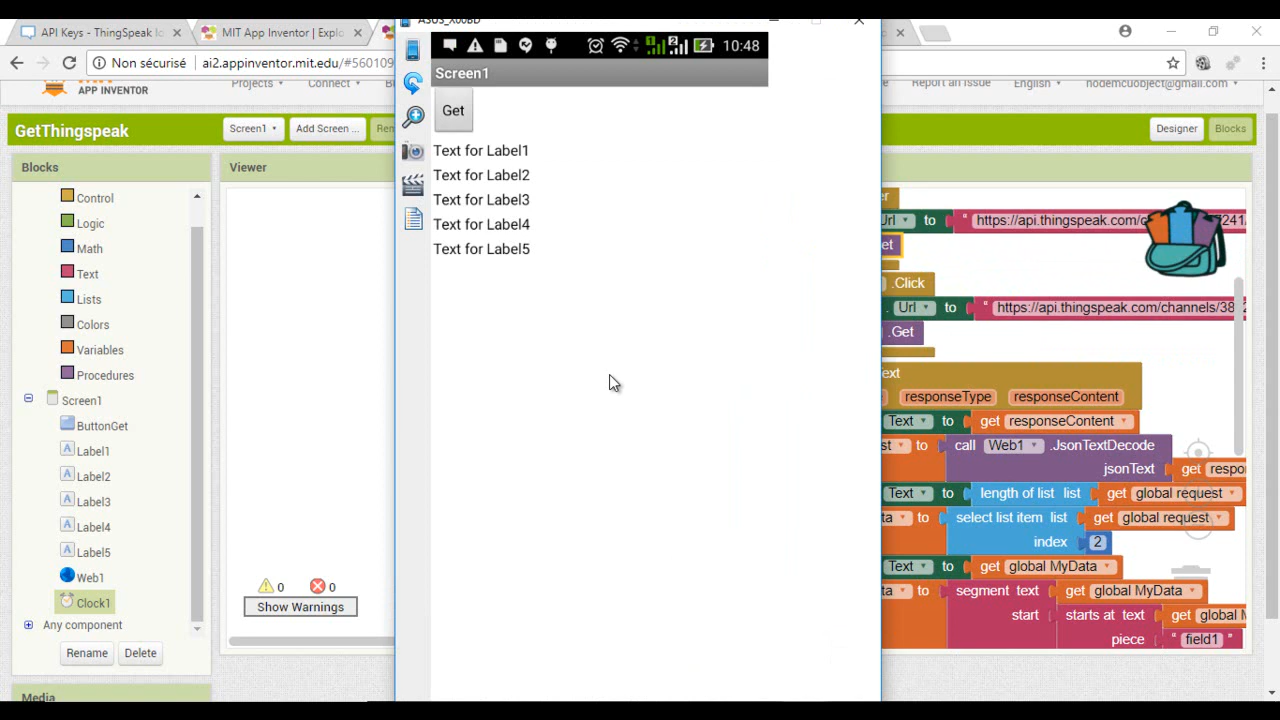 ASUS_X00BD
API Keys - ThingSpeak Io
MIT App Inventor | Explo
Non sécurisé
ai2.appinventor.mit.edu/#560109
APP INVENTOR
Projects
Connect
Report an Issue
English
nodemcuobject@gmail.com
10:48
Screen1
Get
Text for Label1
Text for Label2
Text for Label3
Text for Label4
Text for Label5
GetThingspeak
Screen1
Add Screen ...
Designer
Blocks
Blocks
Viewer
Control
Logic
Math
Text
Lists
Colors
Variables
Procedures
Screen1
ButtonGet
Label1
Label2
Label3
Label4
Label5
Web1
Clock1
Any component
Rename
Delete
Media
0
0
Show Warnings
Url to " https://api.thingspeak.com/
.Click
. Url to " https://api.thingspeak.com/channels/38
.Get
responseType responseContent
Text to get responseContent
to call Web1 .JsonTextDecode
jsonText get
Text to length of list list get global request
to select list item list get global request
index 2
Text to get global MyData
to segment text get global MyData
start starts at text get global
piece " field1 "